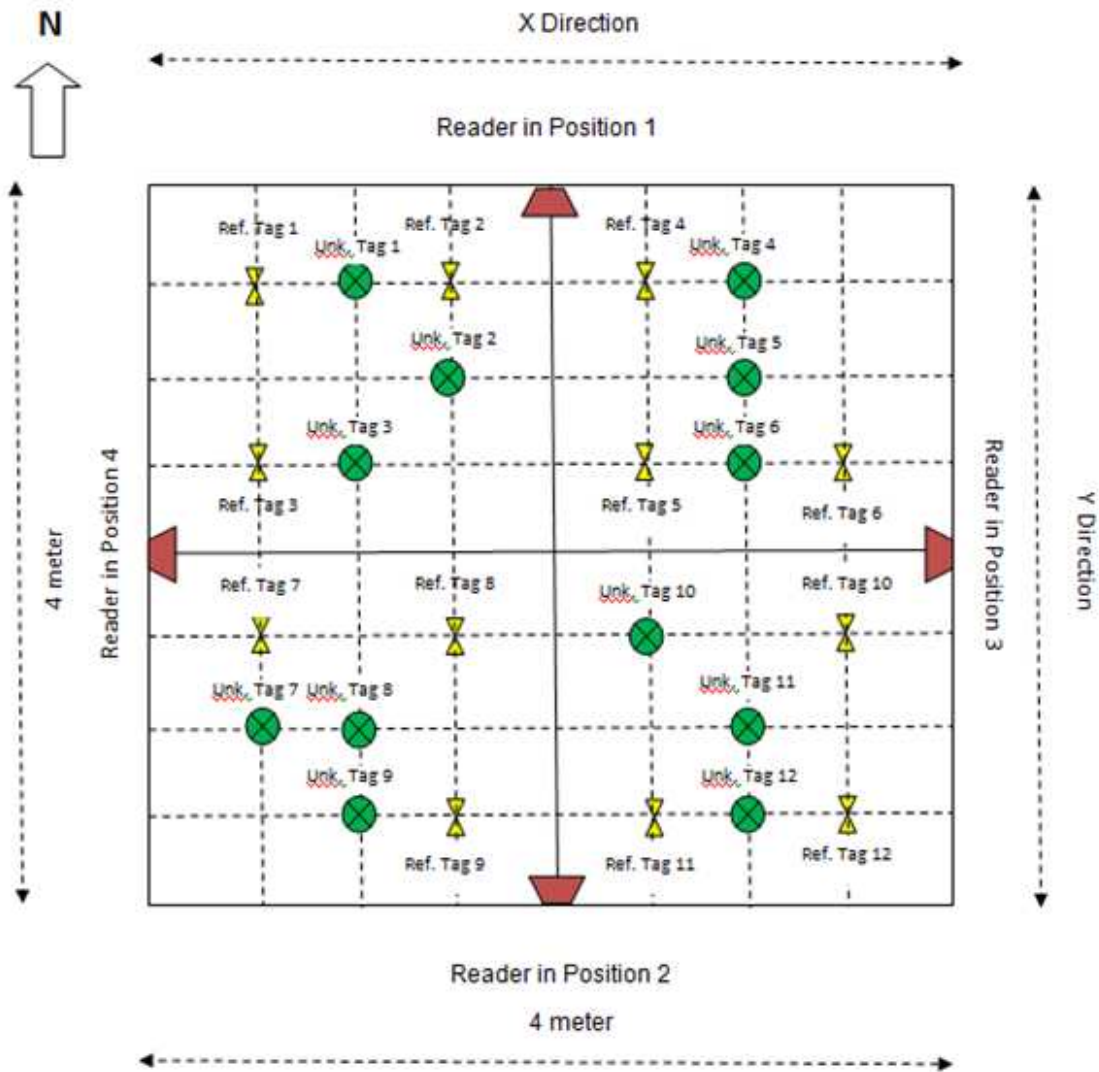 N
X Direction
Reader in Position 1
Ref. Tag 1
Ref. Tag 2
Ref. Tag 4
Unk. Tag 1
Unk. Tag 4
Unk. Tag 2
Unk. Tag 5
Unk. Tag 3
Unk. Tag 6
Ref. Tag 3
Ref. Tag 5
Ref. Tag 6
Reader in Position 4
4 meter
Reader in Position 3
Y Direction
Ref. Tag 7
Ref. Tag 8
Unk. Tag 10
Ref. Tag 10
Unk. Tag 7
Unk. Tag 8
Unk. Tag 11
Unk. Tag 9
Unk. Tag 12
Ref. Tag 9
Ref. Tag 11
Ref. Tag 12
Reader in Position 2
4 meter